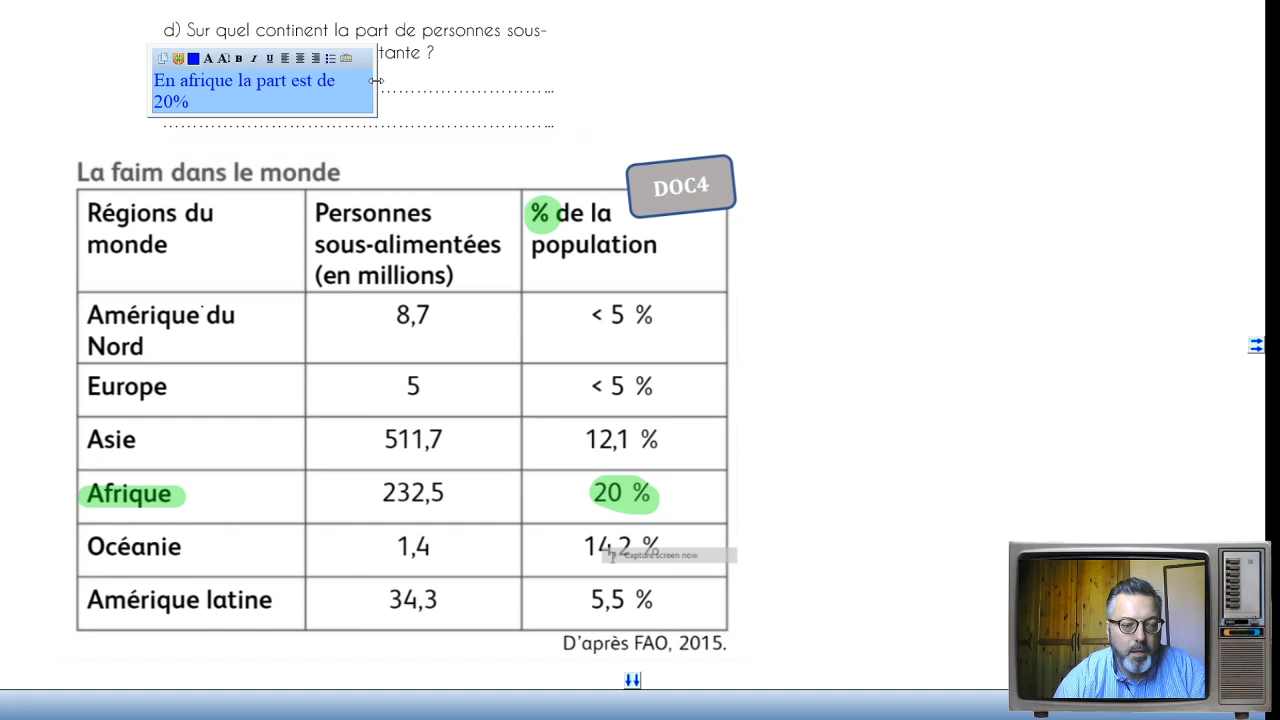 d) Sur quel continent la part de personnes sous-
tante ?
En afrique la part est de
20%
La faim dans le monde
DOC4
Régions du
monde
Personnes
sous-alimentées
(en millions)
% de la
population
Amérique du
Nord
8,7
< 5 %
Europe
5
< 5 %
Asie
511,7
12,1 %
Afrique
232,5
20 %
Océanie
1,4
14,2 %
Capture screen now
Amérique latine
34,3
5,5 %
D'après FAO, 2015.